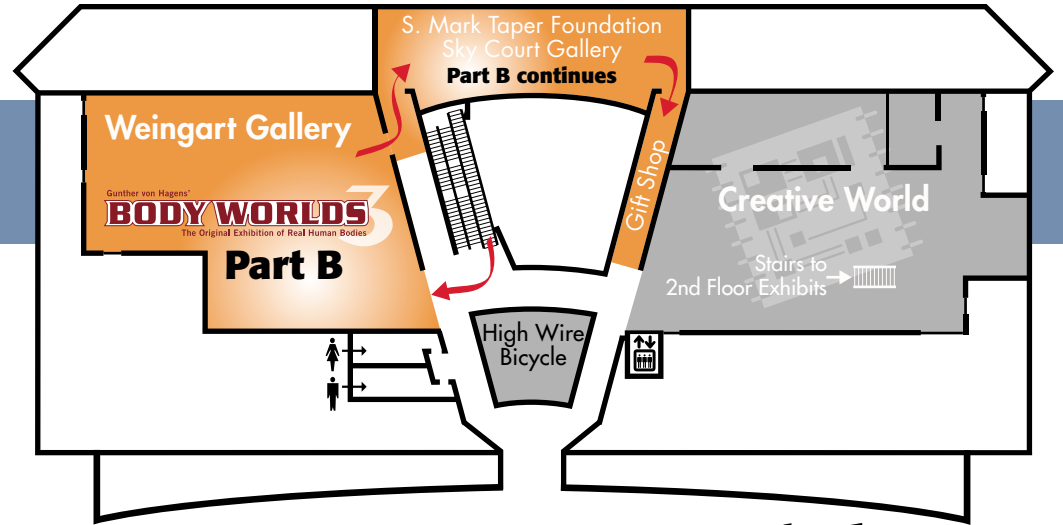 S. Mark Taper Foundation
Sky Court Gallery
Part B continues
Weingart Gallery
Gunther von Hagens'
BODY WORLDS 3
The Original Exhibition of Real Human Bodies
Part B
Gift Shop
Creative World
Stairs to
2nd Floor Exhibits
High Wire
Bicycle